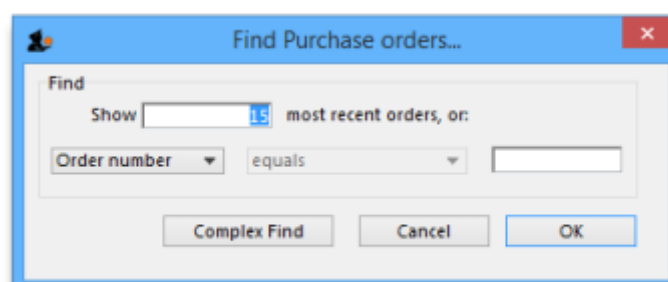 Find Purchase orders...
Find
Show 15 most recent orders, or:
Order number equals
Complex Find Cancel OK